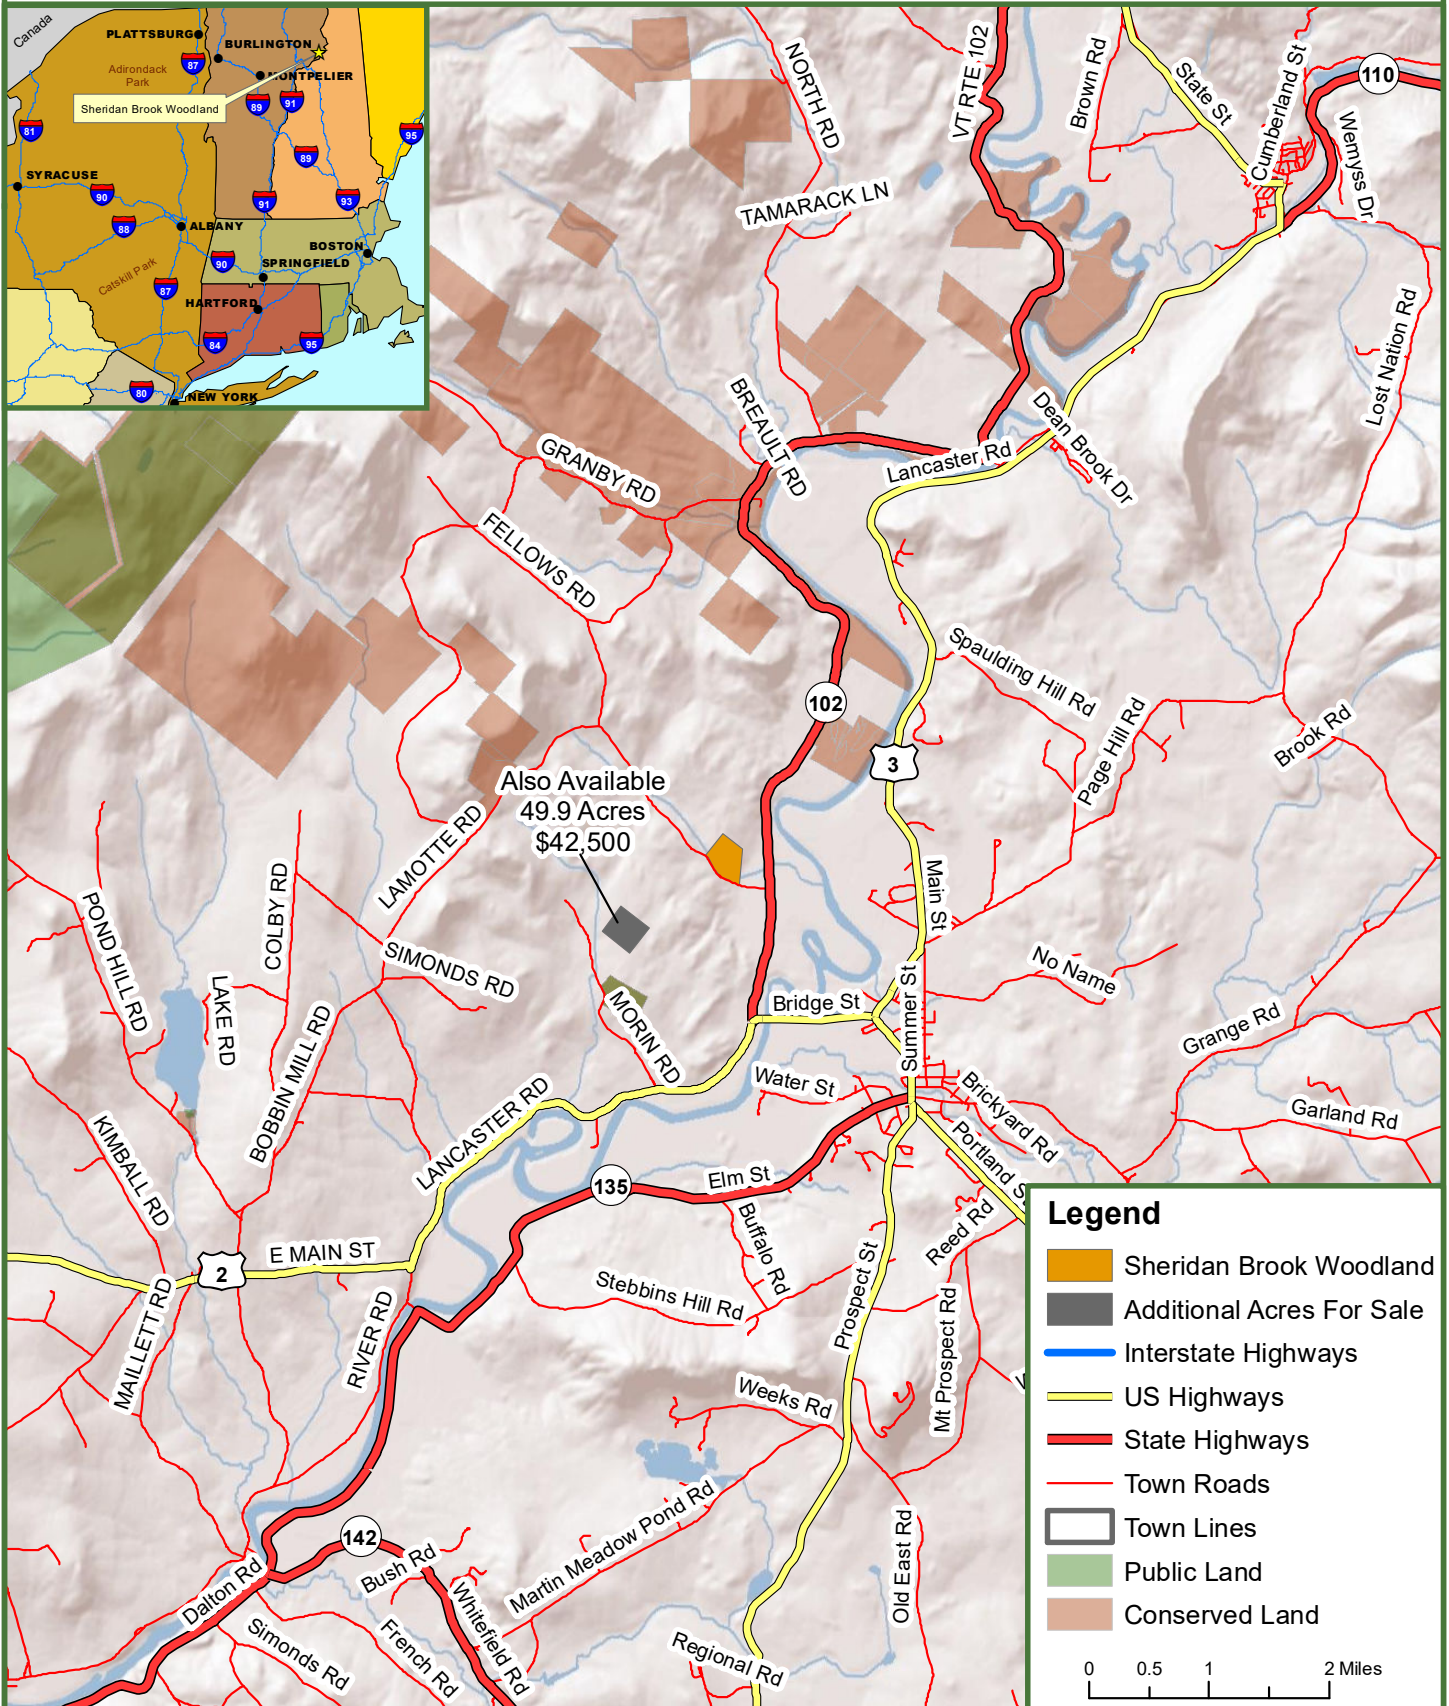 Canada
PLATTSBURG
BURLINGTON
87
Adirondack
Park
MONTPELIER
Sheridan Brook Woodland
89
91
81
95
89
SYRACUSE
90
91
93
88
ALBANY
BOSTON
90
SPRINGFIELD
Catskill Park
87
HARTFORD
84
95
80
NEW YORK
NORTH RD
VT RTE 102
Brown Rd
State St
Cumberland St
110
Wemyss Dr
TAMARACK LN
Lost Nation Rd
BREAULT RD
Dean Brook Dr
Lancaster Rd
GRANBY RD
FELLOWS RD
Spaulding Hill Rd
102
Page Hill Rd
Brook Rd
3
Also Available
49.9 Acres
$42,500
LAMOTTE RD
Main St
POND HILL RD
COLBY RD
SIMONDS RD
No Name
LAKE RD
Summer St
Bridge St
MORIN RD
Grange Rd
BOBBIN MILL RD
Water St
Brickyard Rd
Garland Rd
LANCASTER RD
KIMBALL RD
Portland S
135
Elm St
Buffalo Rd
Reed Rd
E MAIN ST
2
Stebbins Hill Rd
Prospect St
MAILLETT RD
RIVER RD
Mt Prospect Rd
Weeks Rd
Martin Meadow Pond Rd
142
Bush Rd
Old East Rd
Dalton Rd
Whitefield Rd
Simonds Rd
French Rd
Regional Rd
Legend
Sheridan Brook Woodland
Additional Acres For Sale
Interstate Highways
US Highways
State Highways
Town Roads
Town Lines
Public Land
Conserved Land
0 0.5 1 2 Miles